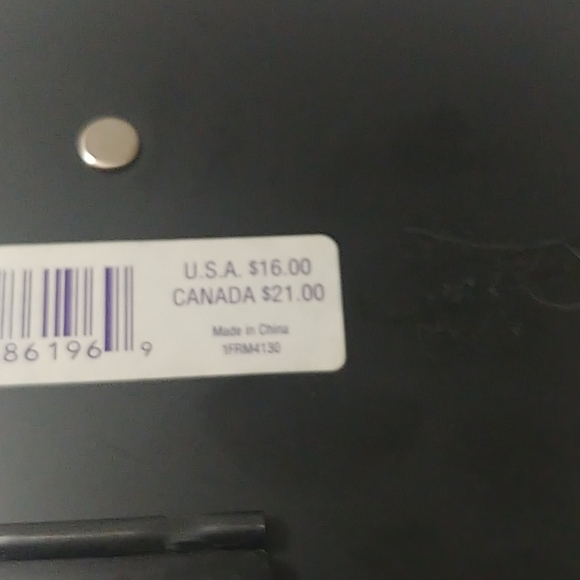 U.S.A. $16.00
CANADA $21.00
Made in China
1FRM4130
86196 9